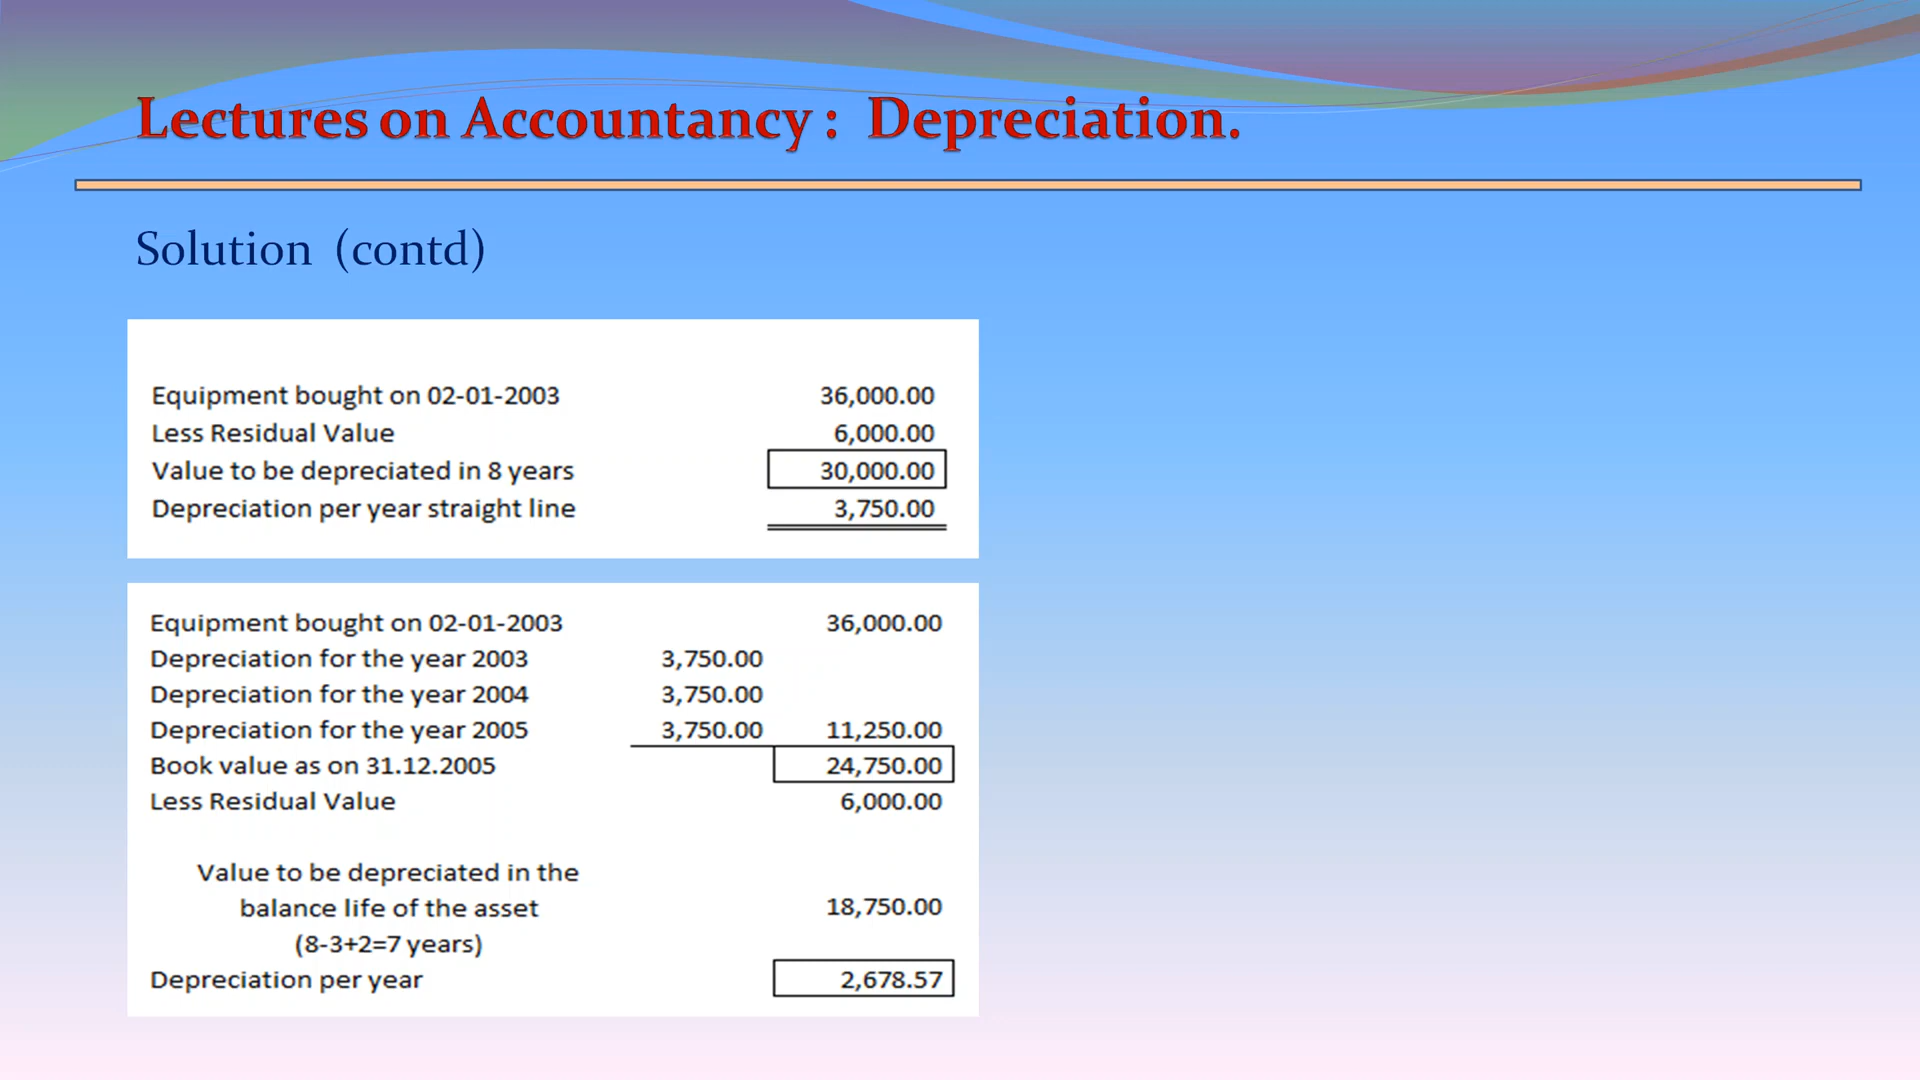 Lectures on Accountancy : Depreciation.
Solution (contd)
Equipment bought on 02-01-2003 36,000.00
Less Residual Value 6,000.00
Value to be depreciated in 8 years 30,000.00
Depreciation per year straight line 3,750.00
Equipment bought on 02-01-2003 36,000.00
Depreciation for the year 2003 3,750.00
Depreciation for the year 2004 3,750.00
Depreciation for the year 2005 3,750.00 11,250.00
Book value as on 31.12.2005 24,750.00
Less Residual Value 6,000.00
Value to be depreciated in the
balance life of the asset 18,750.00
(8-3+2=7 years)
Depreciation per year 2,678.57